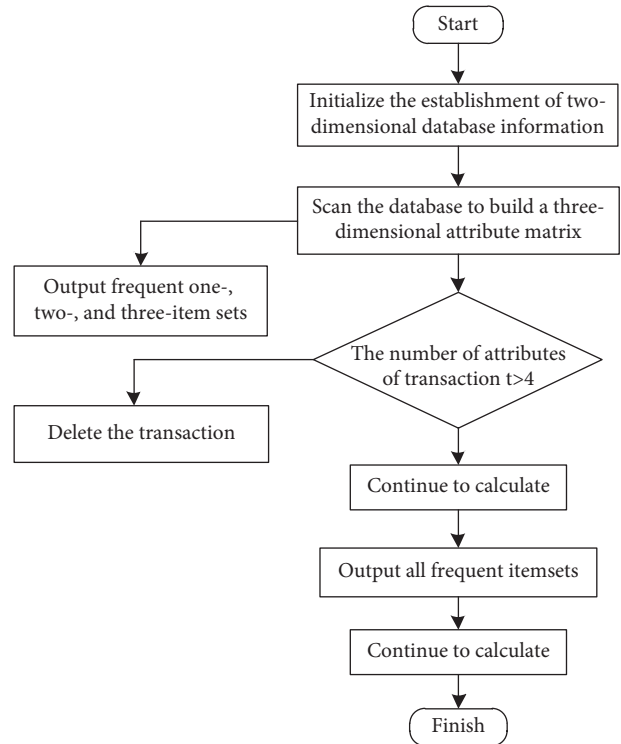 Start
Initialize the establishment of two-
dimensional database information
Scan the database to build a three-
dimensional attribute matrix
Output frequent one-,
two-, and three-item sets
The number of attributes
of transaction t>4
Delete the transaction
Continue to calculate
Output all frequent itemsets
Continue to calculate
Finish